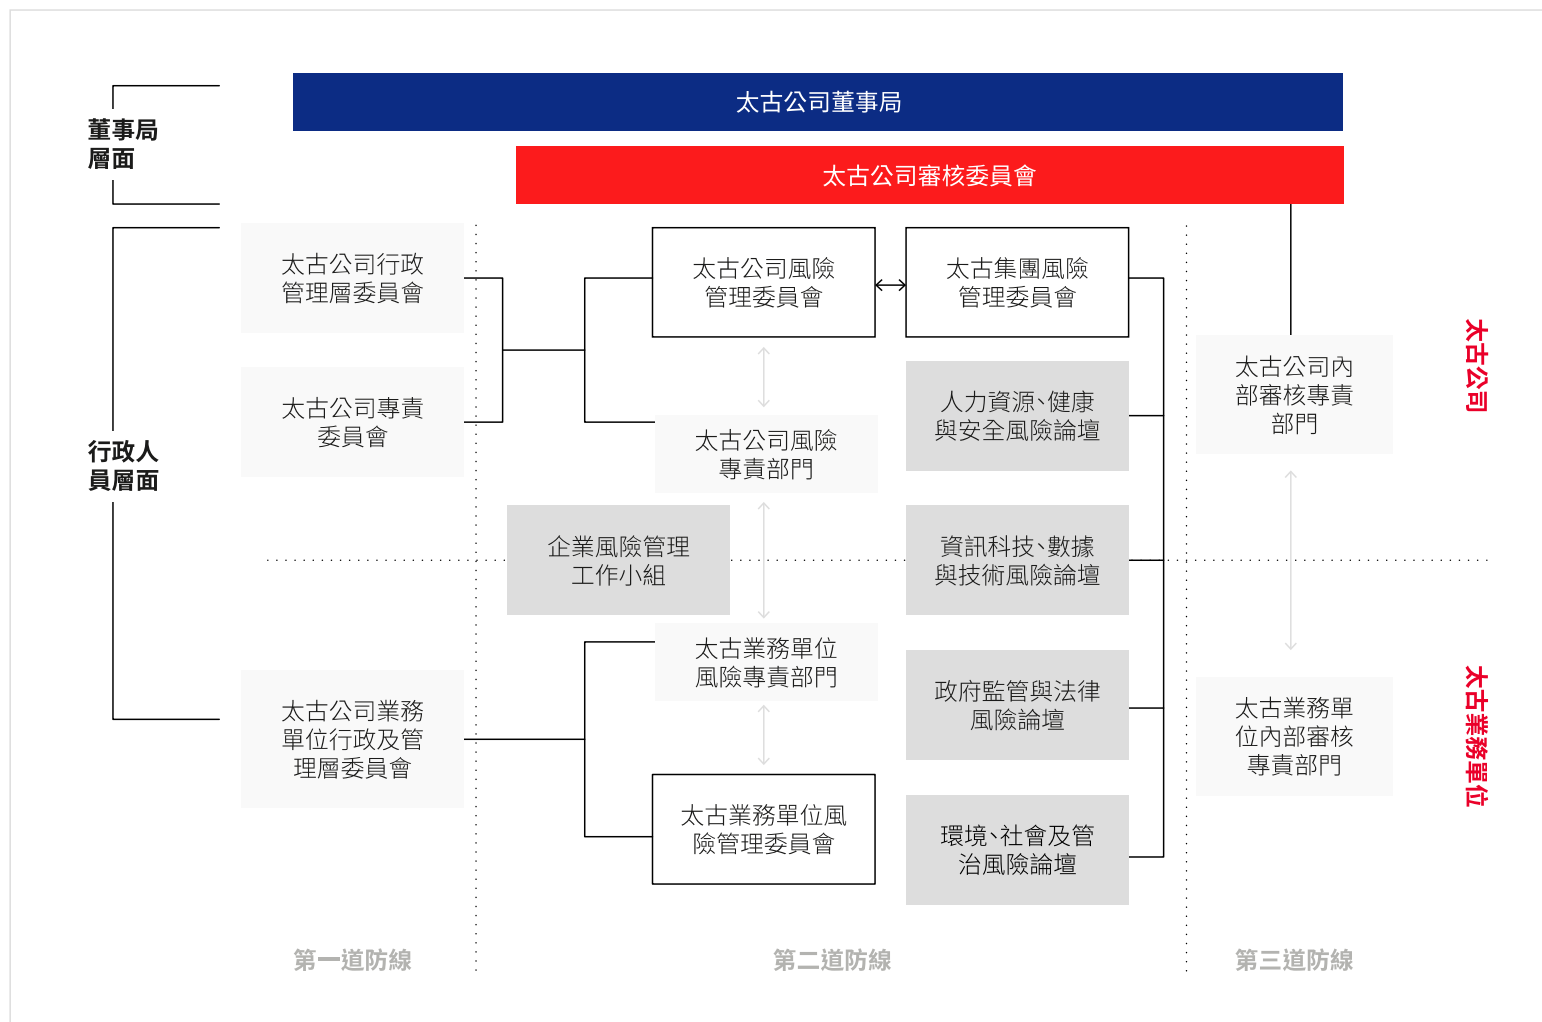 太古公司董事局
太古公司審核委員會
董事局
層面
太古公司行政
管理層委員會
太古公司專責
委員會
太古公司風險
管理委員會
太古集團風險
管理委員會
太古公司風險
專責部門
人力資源、健康
與安全風險論壇
太古公司內
部審核專責
部門
太古公司
行政人
員層面
企業風險管理
工作小組
資訊科技、數據
與技術風險論壇
太古業務單位
風險專責部門
政府監管與法律
風險論壇
太古公司業務
單位行政及管
理層委員會
太古業務單
位內部審核
專責部門
太古業務單位
太古業務單位風
險管理委員會
環境、社會及管
治風險論壇
第一道防線
第二道防線
第三道防線